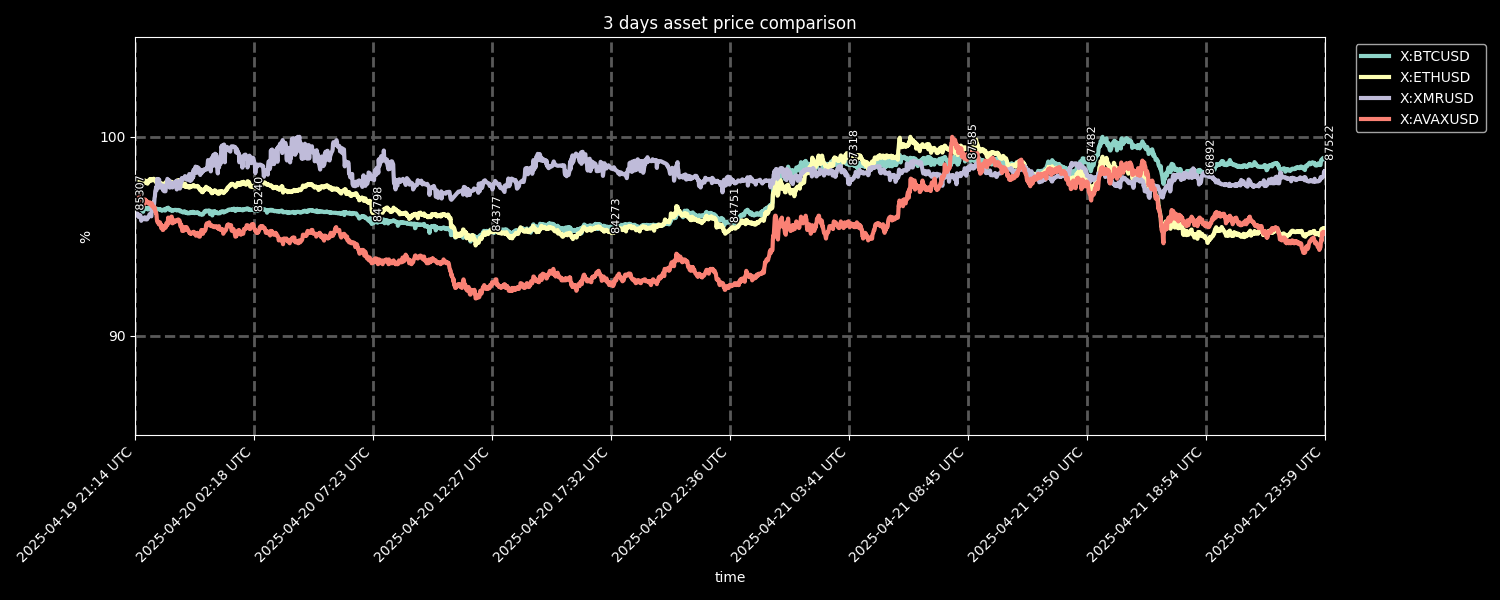 3 days asset price comparison
X:BTCUSD
X:ETHUSD
X:XMRUSD
X:AVAXUSD
100
90
%
85307
85240
84798
84377
84273
84751
87318
87585
87482
86892
87522
2025-04-19 21:14 UTC
2025-04-20 02:18 UTC
2025-04-20 07:23 UTC
2025-04-20 12:27 UTC
2025-04-20 17:32 UTC
2025-04-20 22:36 UTC
2025-04-21 03:41 UTC
2025-04-21 08:45 UTC
2025-04-21 13:50 UTC
2025-04-21 18:54 UTC
2025-04-21 23:59 UTC
time